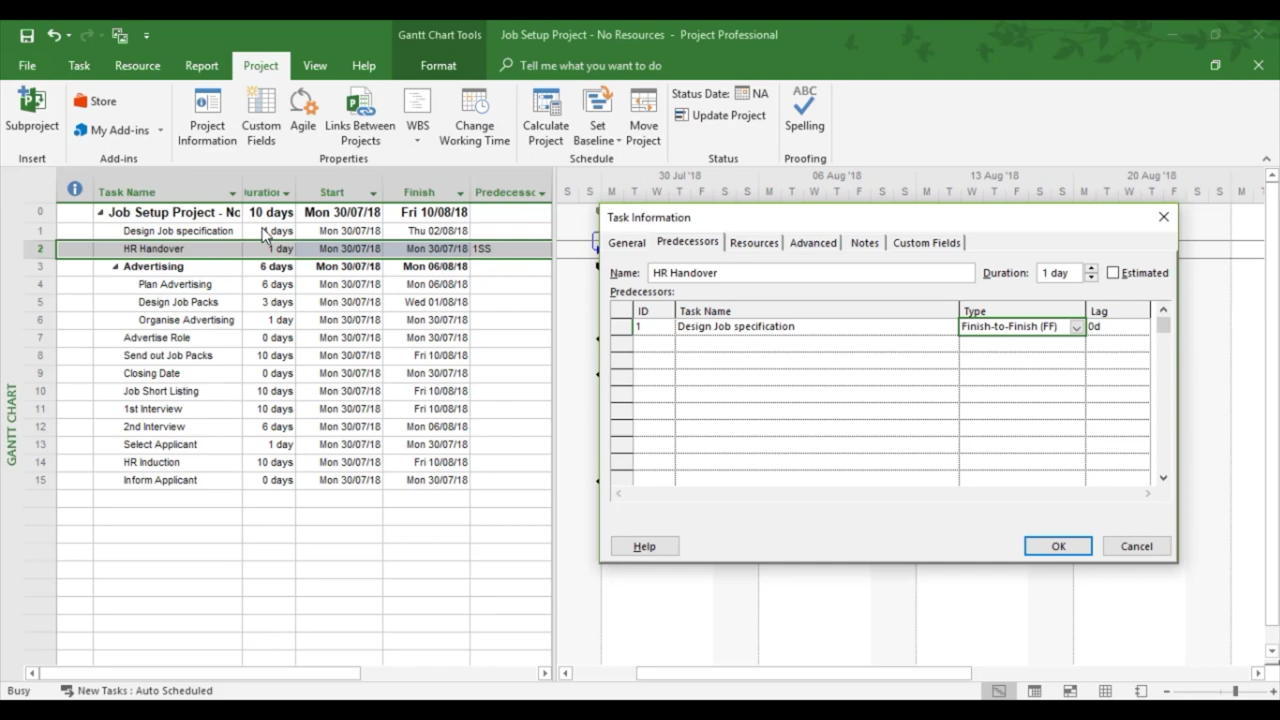 Gantt Chart Tools Job Setup Project - No Resources - Project Professional
File Task Resource Report Project View Help Format Tell me what you want to do
Subproject
Store
My Add-ins
Project Information
Custom Fields
Agile
Links Between Projects
WBS
Change Working Time
Calculate Project
Set Baseline
Move Project
Status Date: NA
Update Project
ABC
Spelling
Insert Add-ins Properties Schedule Status Proofing
30 Jul '18 06 Aug '18 13 Aug '18 20 Aug '18
Task Name Start Finish
S S M T W T F S S M T W T F S S M T W T F S S M T W T F S S M
0 Job Setup Project - Nc 10 days Mon 30/07/18 Fri 10/08/18
1 Design Job specification days Mon 30/07/18 Thu 02/08/18
2 HR Handover 1 day Mon 30/07/18 Mon 30/07/18 1SS
3 Advertising 6 days Mon 30/07/18 Mon 06/08/18
4 Plan Advertising 6 days Mon 30/07/18 Mon 06/08/18
5 Design Job Packs 3 days Mon 30/07/18 Wed 01/08/18
6 Organise Advertising 1 day Mon 30/07/18 Mon 30/07/18
7 Advertise Role 0 days Mon 30/07/18 Mon 30/07/18
8 Send out Job Packs 10 days Mon 30/07/18 Fri 10/08/18
9 Closing Date 0 days Mon 30/07/18 Mon 30/07/18
10 Job Short Listing 10 days Mon 30/07/18 Fri 10/08/18
11 1st Interview 10 days Mon 30/07/18 Fri 10/08/18
12 2nd Interview 6 days Mon 30/07/18 Mon 06/08/18
13 Select Applicant 1 day Mon 30/07/18 Mon 30/07/18
14 HR Induction 10 days Mon 30/07/18 Fri 10/08/18
15 Inform Applicant 0 days Mon 30/07/18 Mon 30/07/18
GANTT CHART
Task Information
General Predecessors Resources Advanced Notes Custom Fields
Name: HR Handover Duration: 1 day Estimated
Predecessors:
ID Task Name Type Lag
1 Design Job specification Finish-to-Finish (FF) 0d
Help OK Cancel
Busy New Tasks : Auto Scheduled